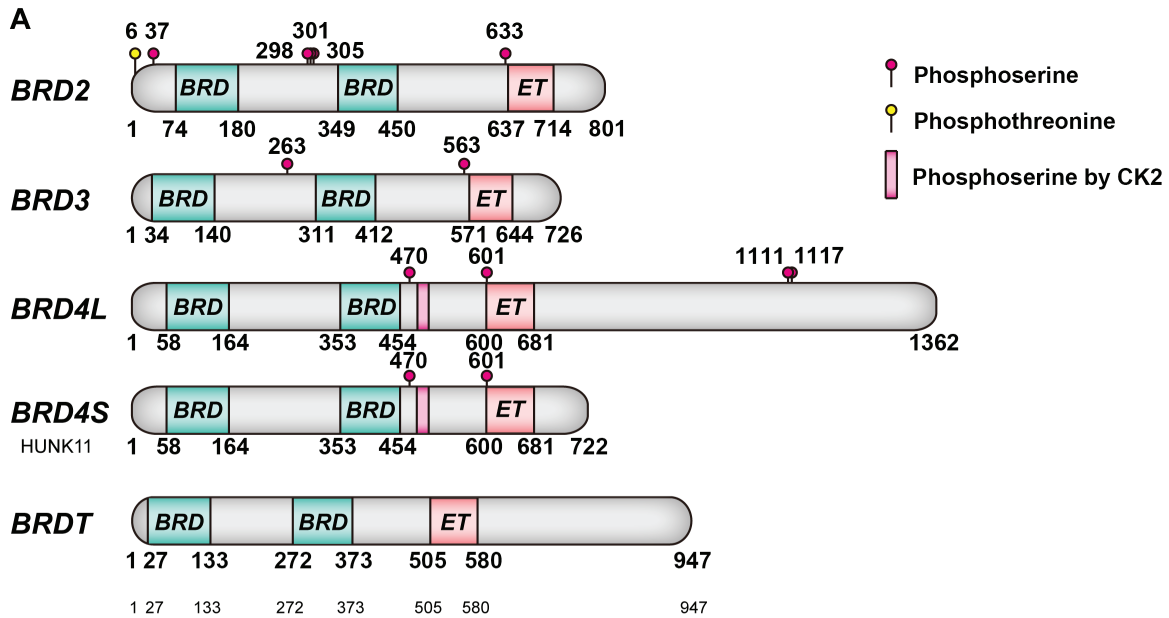 A
6 37 301 633
298 305
BRD2 BRD BRD ET
1 74 180 349 450 637 714 801
263 563
BRD3 BRD BRD ET
1 34 140 311 412 571 644 726
470 601 1111 1117
BRD4L BRD BRD ET
1 58 164 353 454 600 681 1362
470 601
BRD4S BRD BRD ET
HUNK11
1 58 164 353 454 600 681 722
BRDT BRD BRD ET
1 27 133 272 373 505 580 947
1 27 133 272 373 505 580 947
Phosphoserine
Phosphothreonine
Phosphoserine by CK2